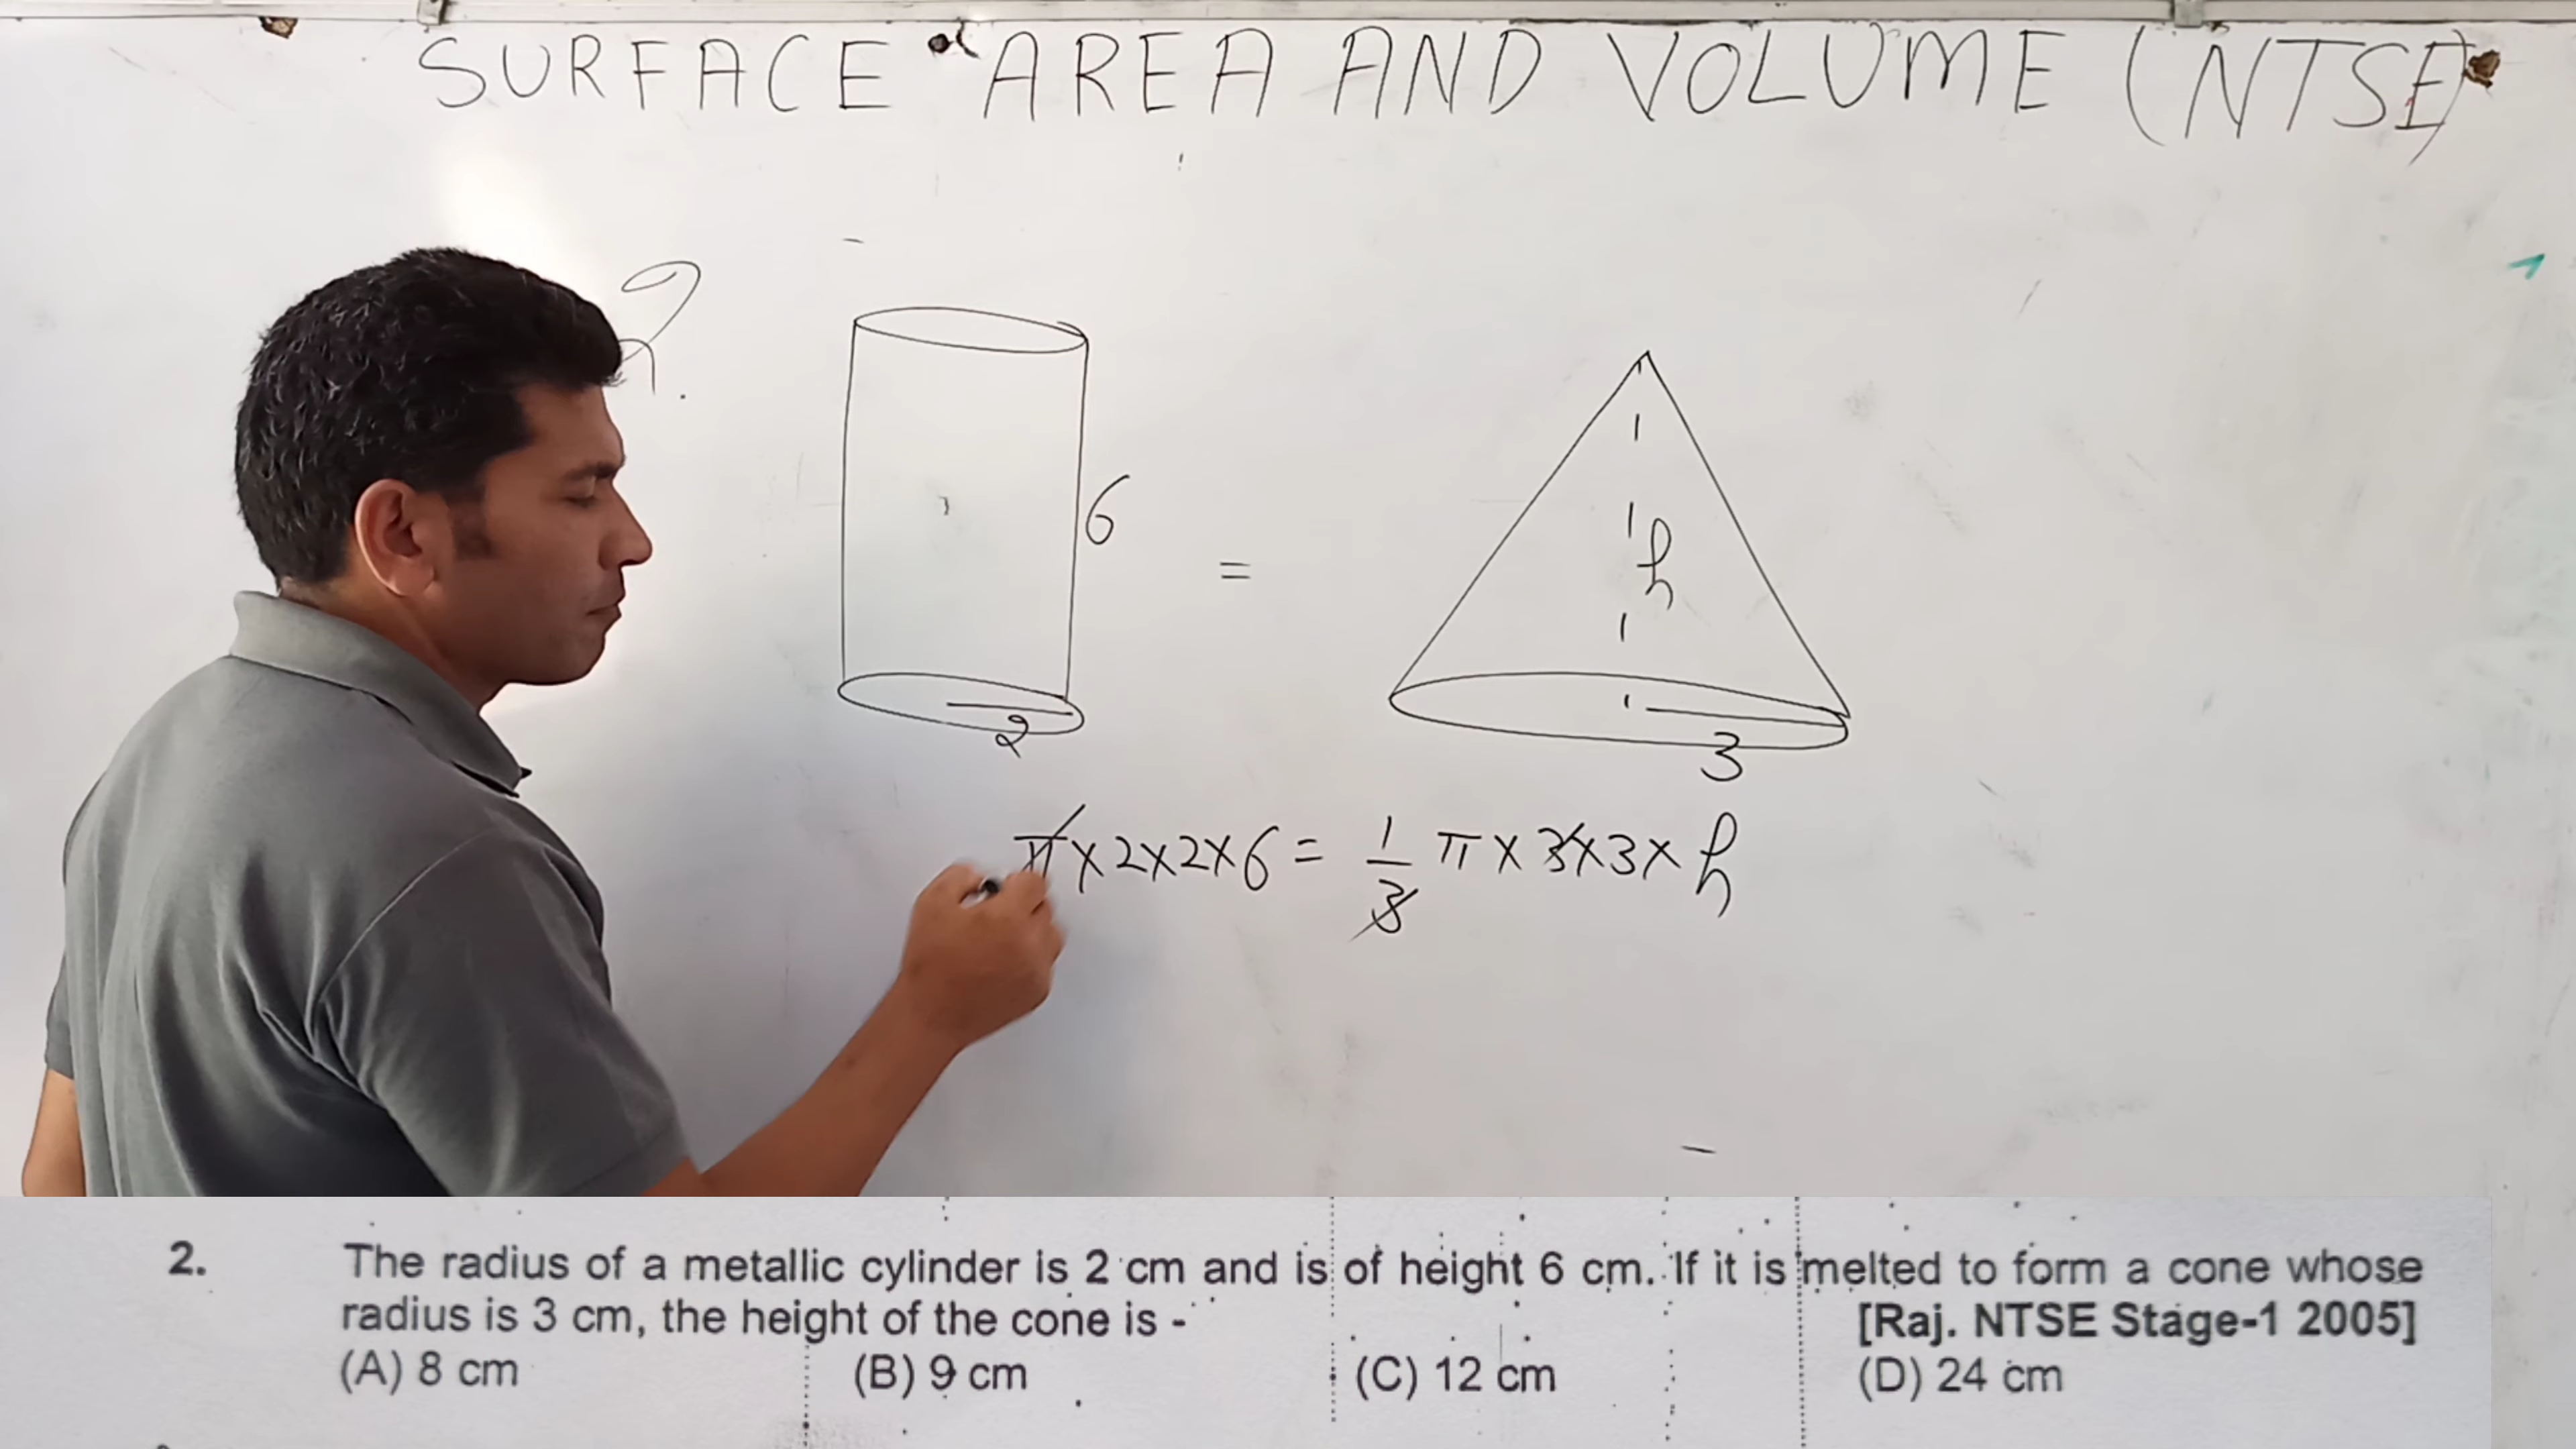 SURFACE AREA AND VOLUME (NTSE)
2.
6
=
h
2
3
π×2×2×6 = 1/3 π×3×3×h
2. The radius of a metallic cylinder is 2 cm and is of height 6 cm. If it is melted to form a cone whose
radius is 3 cm, the height of the cone is - [Raj. NTSE Stage-1 2005]
(A) 8 cm (B) 9 cm (C) 12 cm (D) 24 cm